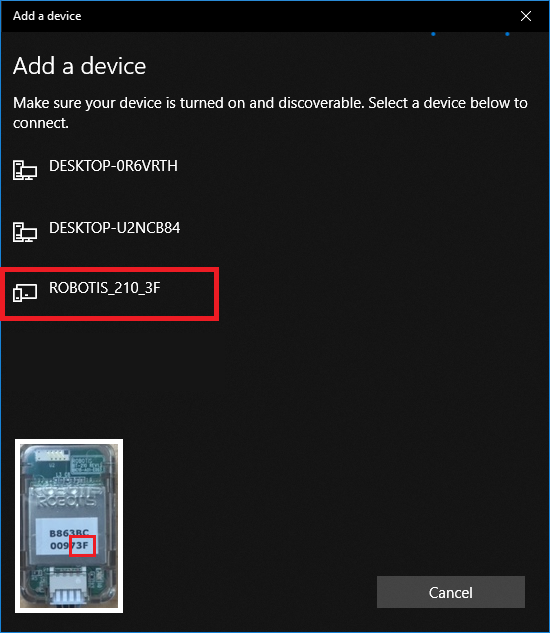 Add a device
Add a device
Make sure your device is turned on and discoverable. Select a device below to
connect.
DESKTOP-0R6VRTH
DESKTOP-U2NCB84
ROBOTIS_210_3F
ROBOTIS
B863BC
00973F
Cancel